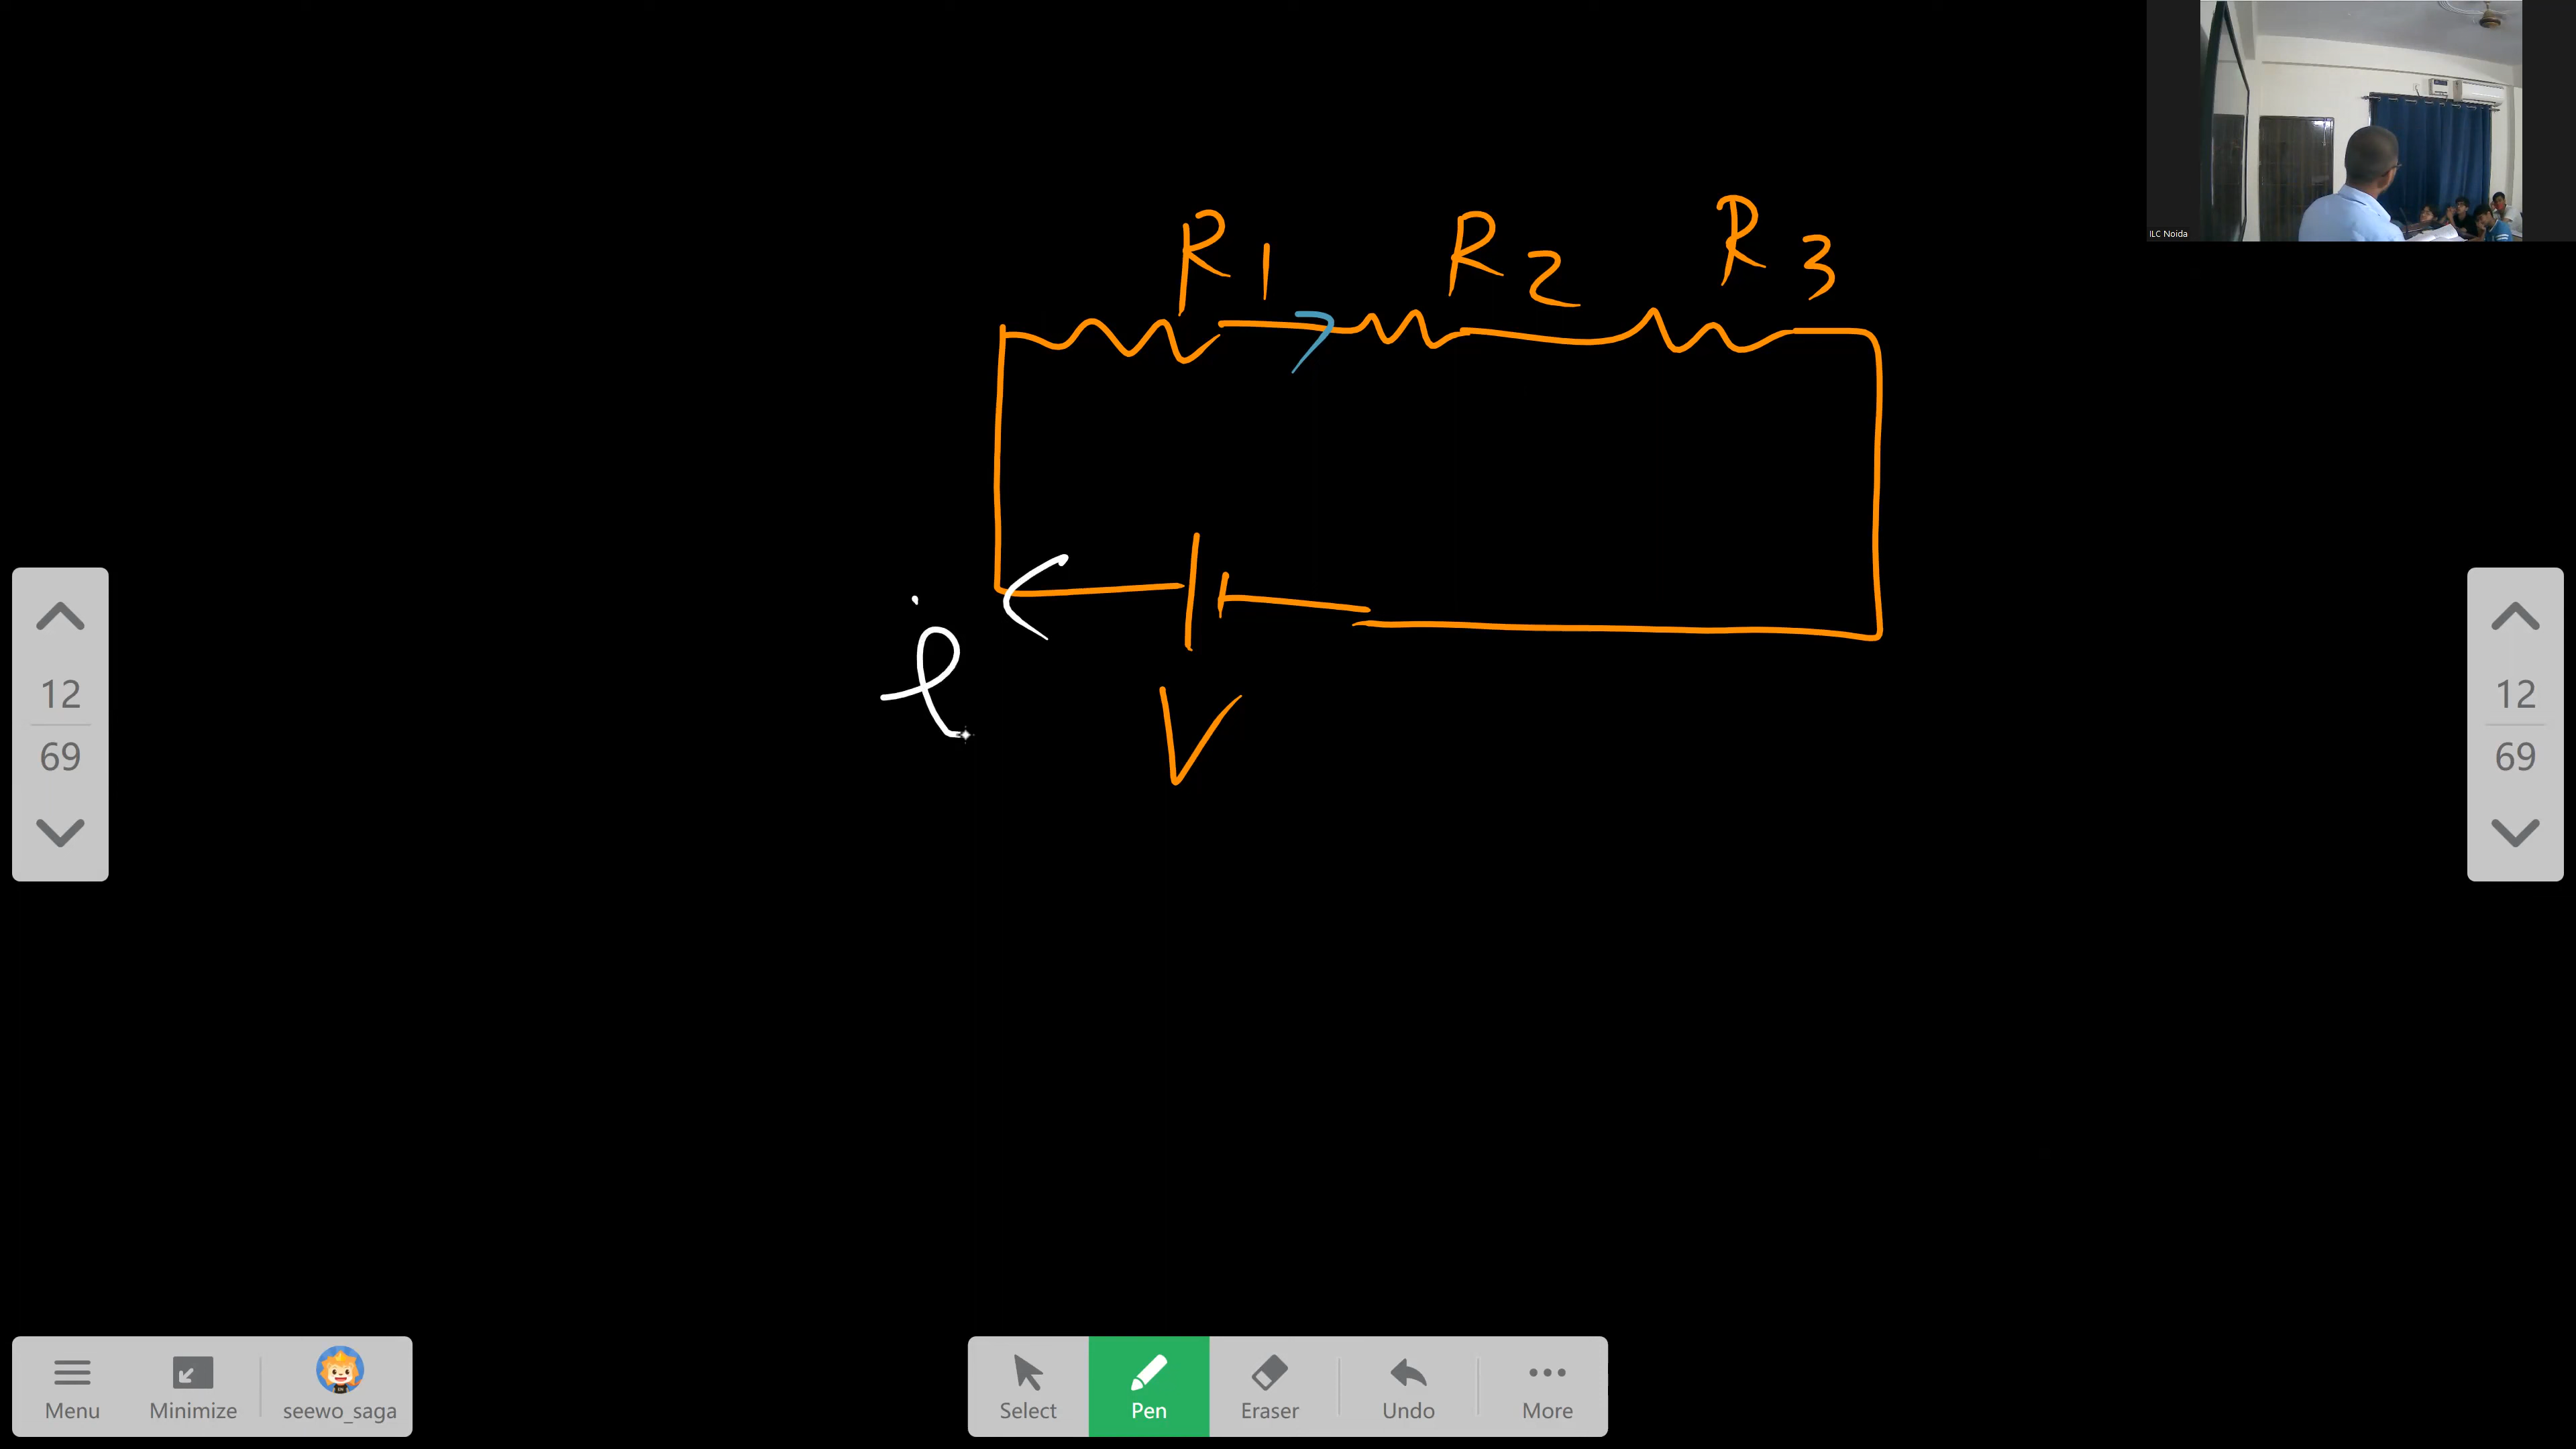 ILC Noida
R1 R2 R3
i
V
12
69
12
69
Menu Minimize seewo_saga Select Pen Eraser Undo More